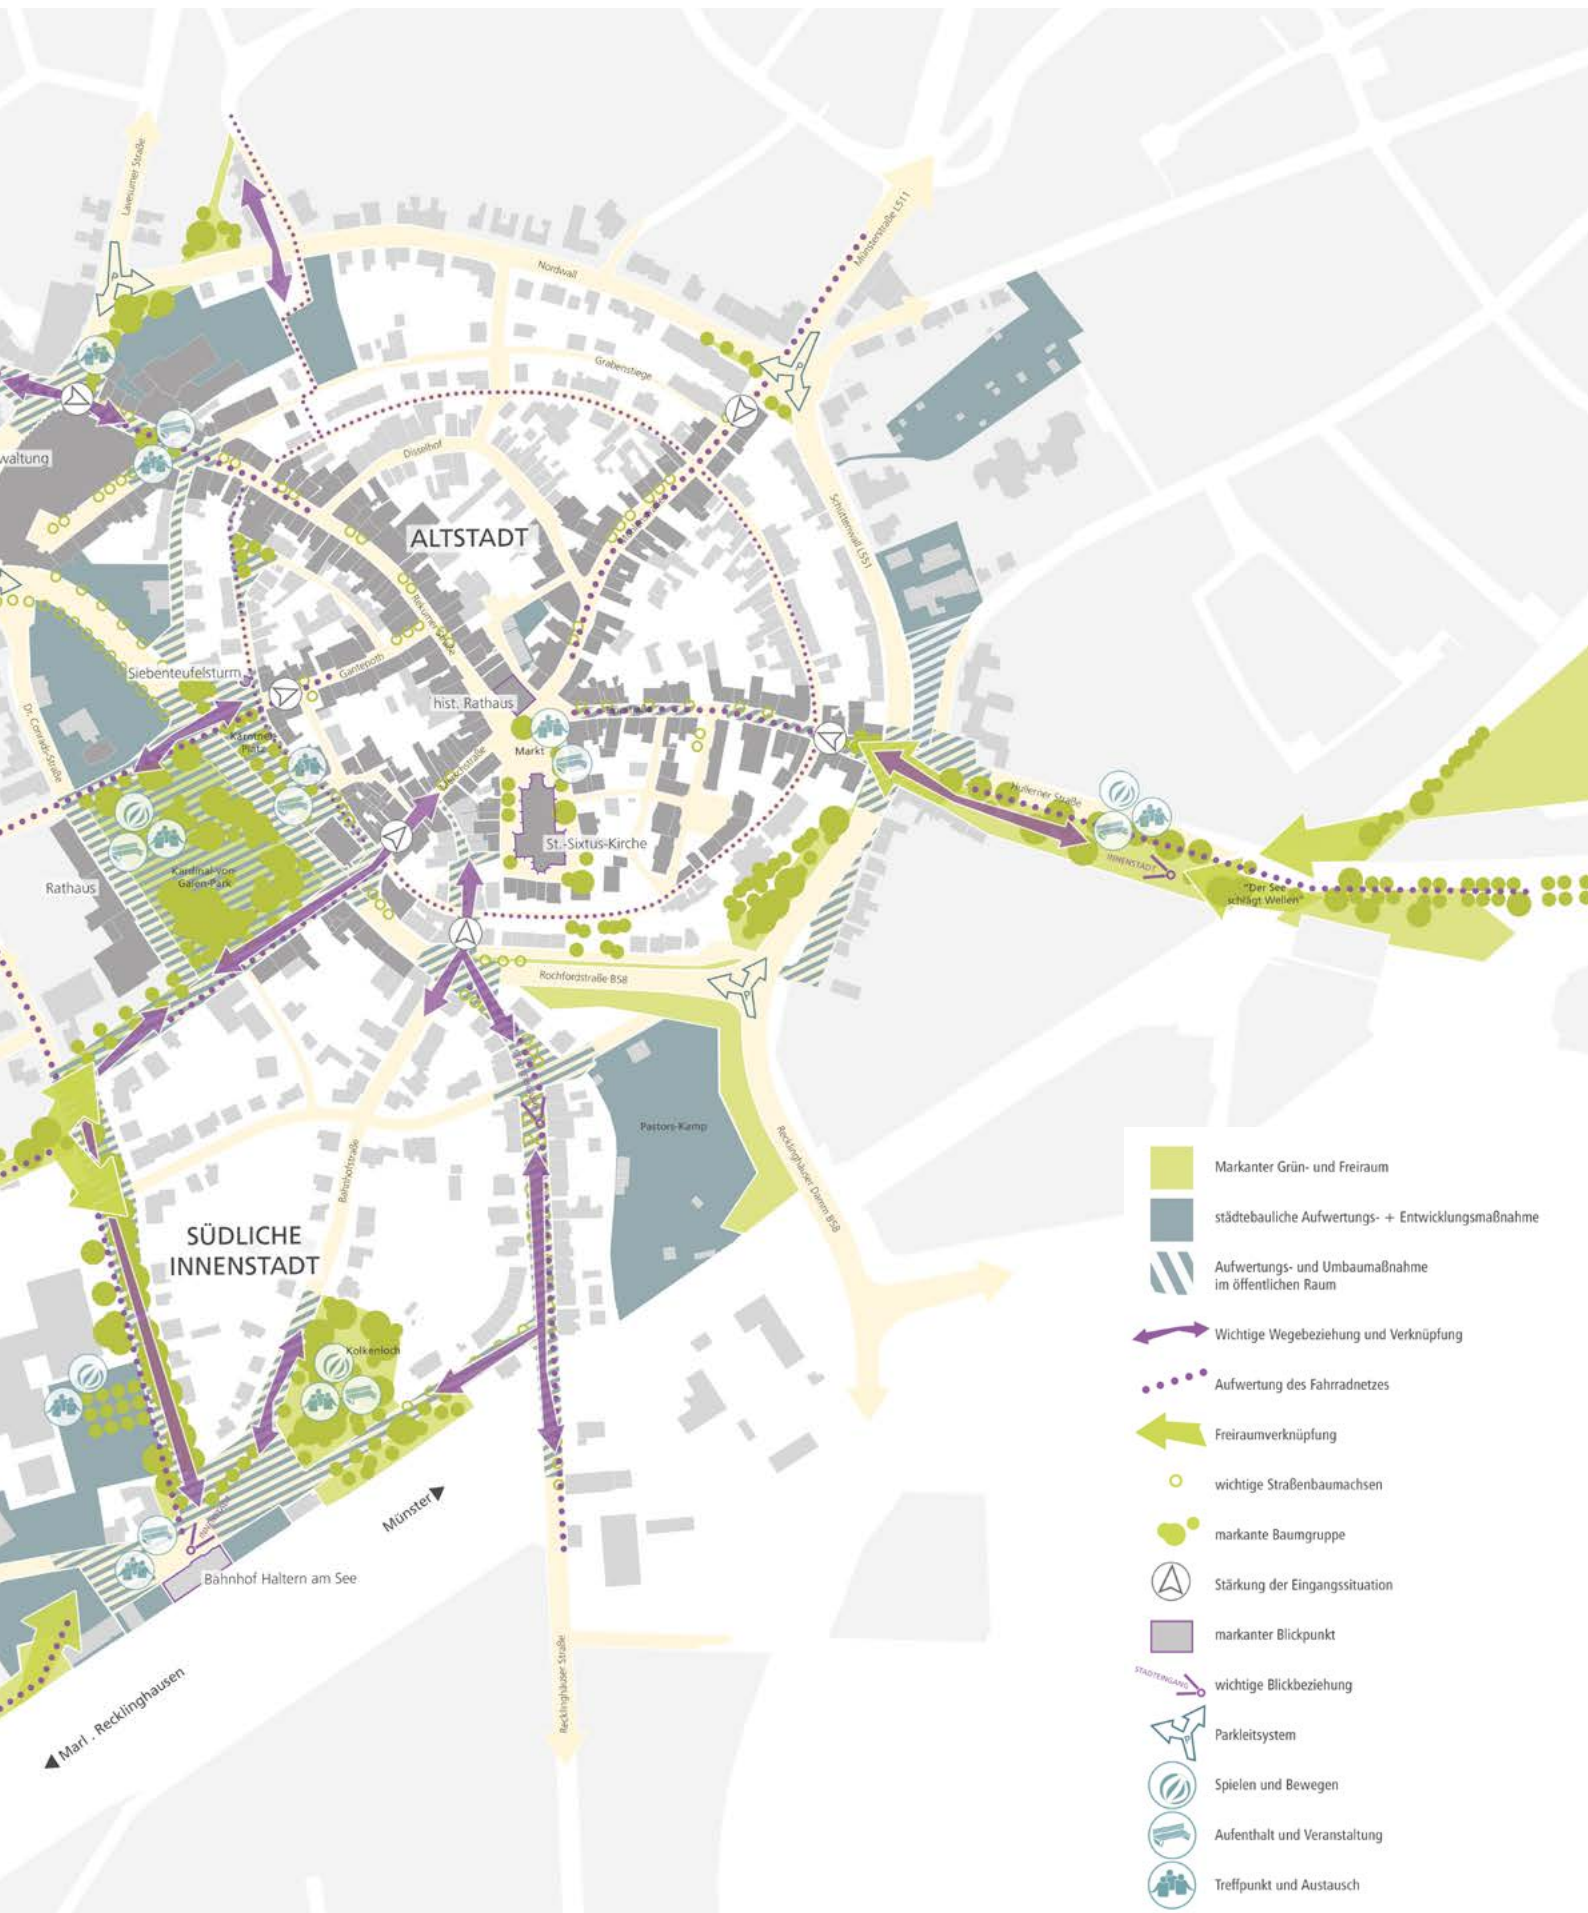 Lavesumer Straße
Münsterstraße L511
P
Nordwall
P
Grabenstiege
waltung
Disselhof
Schüttenwall L551
ALTSTADT
Rekumer Straße
Siebenteufelsturm
Gantepoth
hist. Rathaus
Dr. Conrads-Straße
Kärntner
Platz
Markt
Hullerner Straße
St.-Sixtus-Kirche
INNENSTADT
Rathaus
Kardinal-von-
Galen-Park
"Der See
schlägt Wellen"
Rochfordstraße B58
P
Pastors-Kamp
Bahnhofstraße
Recklinghäuser Damm B58
SÜDLICHE
INNENSTADT
Kolkenloch
Münster
Bahnhof Haltern am See
Marl . Recklinghausen
Recklinghäuser Straße
Markanter Grün- und Freiraum
städtebauliche Aufwertungs- + Entwicklungsmaßnahme
Aufwertungs- und Umbaumaßnahme
im öffentlichen Raum
Wichtige Wegebeziehung und Verknüpfung
Aufwertung des Fahrradnetzes
Freiraumverknüpfung
wichtige Straßenbaumachsen
markante Baumgruppe
Stärkung der Eingangssituation
markanter Blickpunkt
STADTEINGANG
wichtige Blickbeziehung
P
Parkleitsystem
Spielen und Bewegen
Aufenthalt und Veranstaltung
Treffpunkt und Austausch